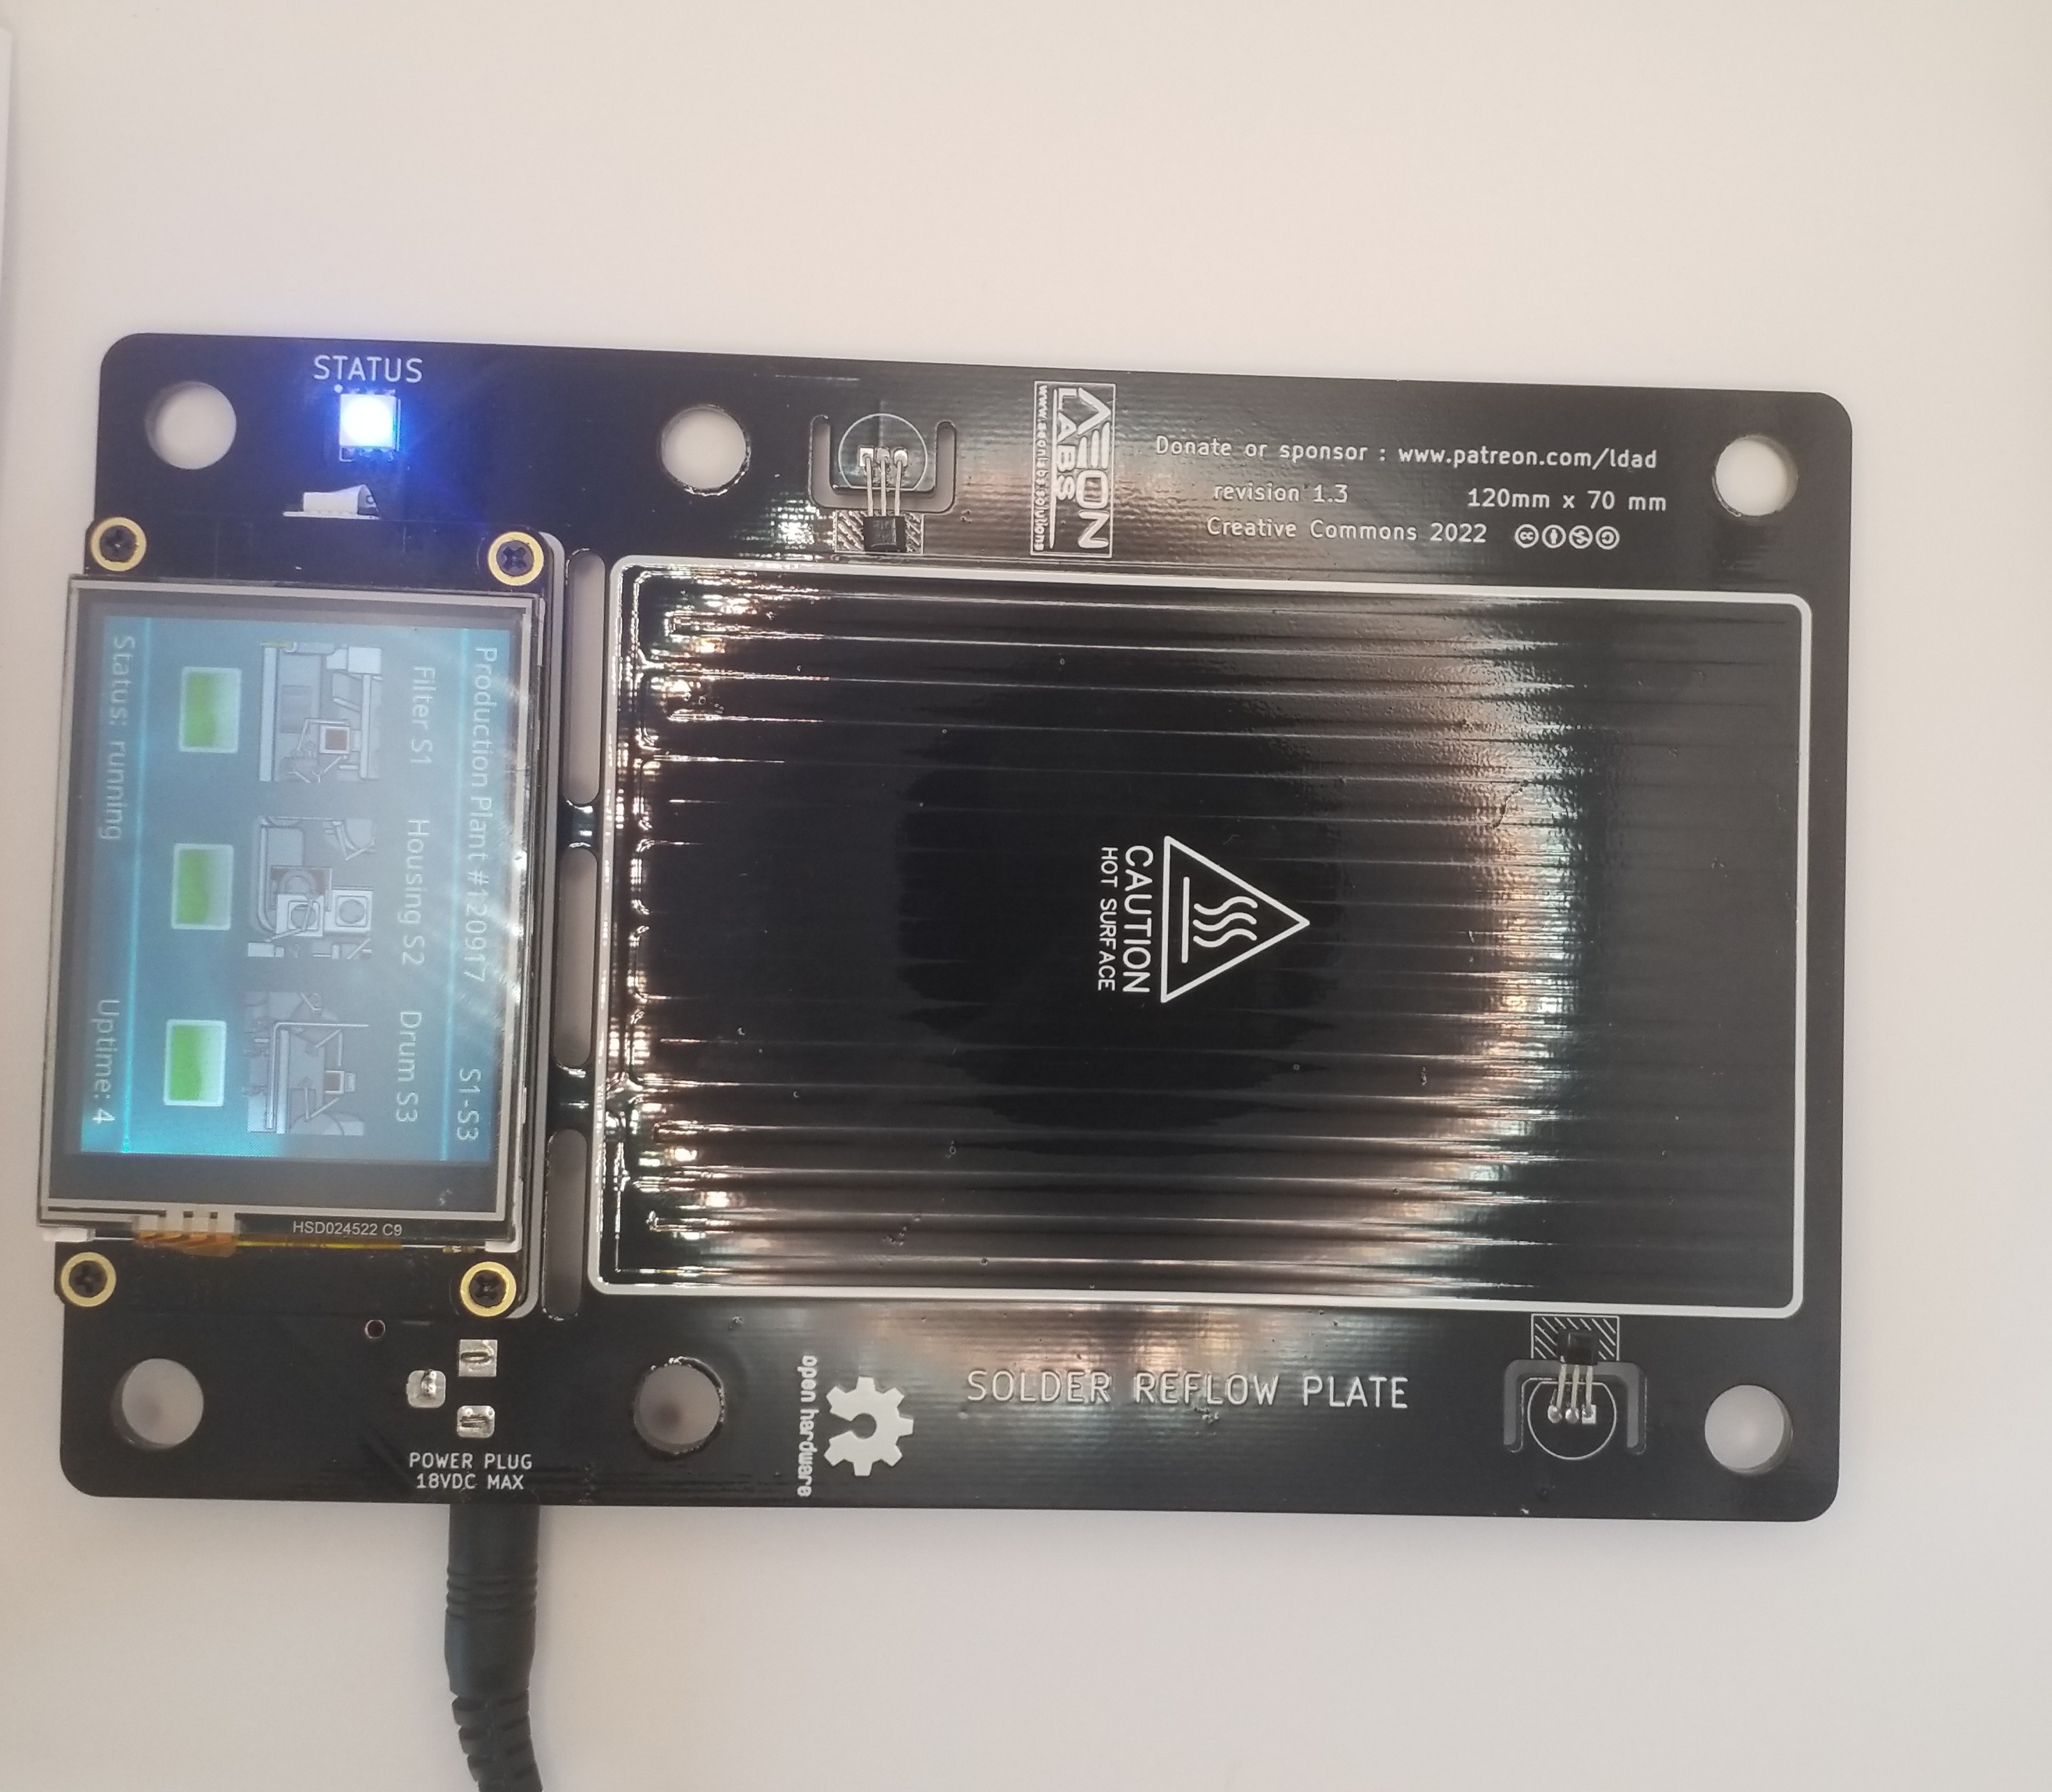 STATUS
AEON
LABS
www.aeonlabs.solutions
Donate or sponsor : www.patreon.com/ldad
revision 1.3
120mm x 70 mm
Creative Commons 2022
Production Plant #120917 S1-S3
Filter S1 Housing S2 Drum S3
Status: running Uptime: 4
HSD024522 C9
CAUTION
HOT SURFACE
SOLDER REFLOW PLATE
open hardware
POWER PLUG
18VDC MAX